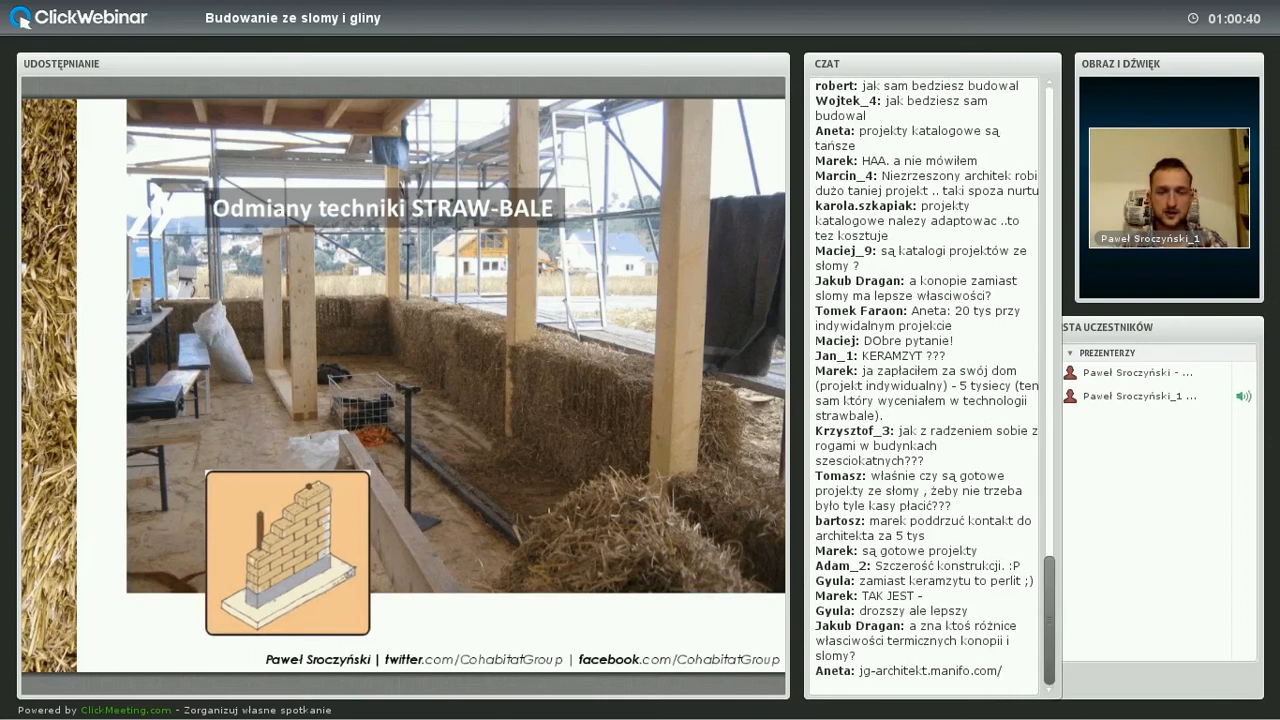 ClickWebinar
Budowanie ze slomy i gliny
01:00:40
UDOSTĘPNIANIE
Odmiany techniki STRAW-BALE
Paweł Sroczyński | twitter.com/CohabitatGroup | facebook.com/CohabitatGroup
CZAT
robert: jak sam bedziesz budowal
Wojtek_4: jak bedziesz sam
budowal
Aneta: projekty katalogowe są
tańsze
Marek: HAA. a nie mówiłem
Marcin_4: Niezrzeszony architek robi
dużo taniej projekt .. taki spoza nurtu
karola.szkapiak: projekty
katalogowe nalezy adaptowac ..to
tez kosztuje
Maciej_9: są katalogi projektów ze
słomy ?
Jakub Dragan: a konopie zamiast
slomy ma lepsze własciwości?
Tomek Faraon: Aneta: 20 tys przy
indywidalnym projekcie
Maciej: DObre pytanie!
Jan_1: KERAMZYT ???
Marek: ja zapłaciłem za swój dom
(projekt indywidualny) - 5 tysiecy (ten
sam który wyceniałem w technologii
strawbale).
Krzysztof_3: jak z radzeniem sobie z
rogami w budynkach
szesciokatnych???
Tomasz: właśnie czy są gotowe
projekty ze słomy , żeby nie trzeba
było tyle kasy płacić???
bartosz: marek poddrzuć kontakt do
architekta za 5 tys
Marek: są gotowe projekty
Adam_2: Szczerość konstrukcji. :P
Gyula: zamiast keramzytu to perlit ;)
Marek: TAK JEST -
Gyula: drozszy ale lepszy
Jakub Dragan: a zna ktoś różnice
własciwości termicznych konopii i
slomy?
Aneta: jg-architekt.manifo.com/
OBRAZ I DŹWIĘK
Paweł Sroczyński_1
STA UCZESTNIKÓW
PREZENTERZY
Paweł Sroczyński - ...
Paweł Sroczyński_1 ...
Powered by ClickMeeting.com - Zorganizuj własne spotkanie